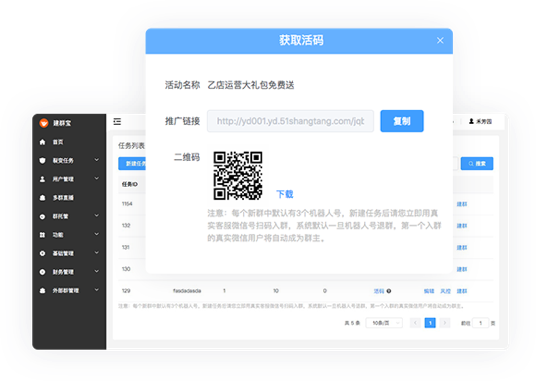 获取活码
活动名称 乙店运营大礼包免费送
推广链接 http://yd001.yd.51shangtang.com/jqb 复制
二维码
下载
注意：每个新群中默认有3个机器人号，新建任务后请您立即用真
实客服微信号扫码入群，系统默认一旦机器人号退群，第一个入群
的真实微信用户将自动成为群主。
建群宝
禾芳园
首页
裂变任务
用户管理
多群直播
群托管
功能
基础管理
财务管理
外部群管理
任务列表
新建任务
搜索
任务ID
1154 建群
132 建群
131 建群
130 建群
129 fasdadasda 1 10 0 活码 编辑 风控 建群
注意：每个新群中默认有3个机器人号，新建任务后请您立即用真实客服微信号扫码入群，系统默认一旦机器人号退群，第一个入群的真实微信用户将自动成为群主。
共 5 条 10条/页 1 前往 1 页